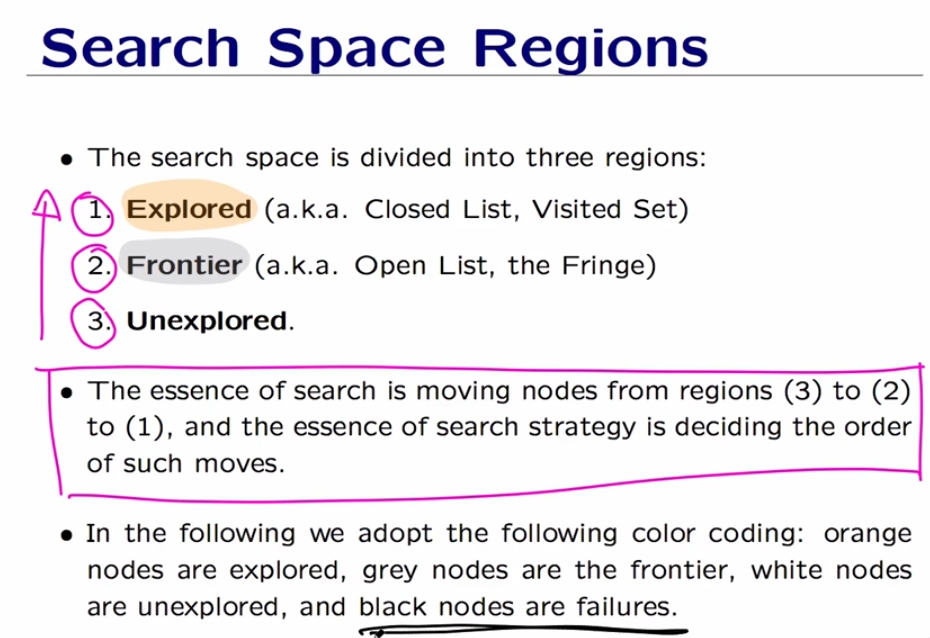 Search Space Regions
• The search space is divided into three regions:
1. Explored (a.k.a. Closed List, Visited Set)
2. Frontier (a.k.a. Open List, the Fringe)
3. Unexplored.
• The essence of search is moving nodes from regions (3) to (2)
to (1), and the essence of search strategy is deciding the order
of such moves.
• In the following we adopt the following color coding: orange
nodes are explored, grey nodes are the frontier, white nodes
are unexplored, and black nodes are failures.